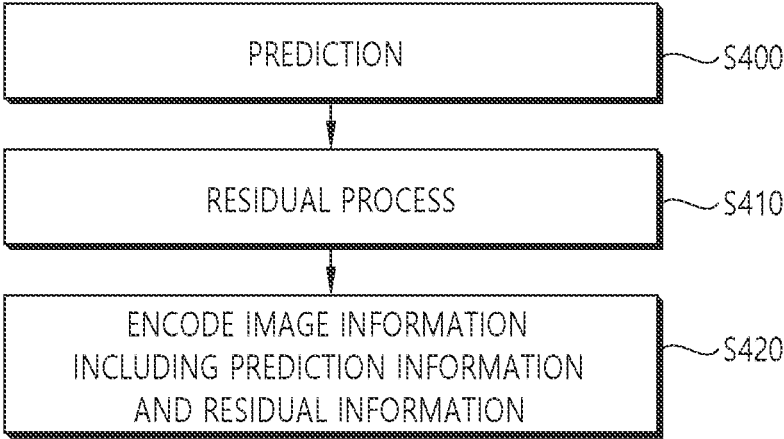 PREDICTION
S400
RESIDUAL PROCESS
S410
ENCODE IMAGE INFORMATION
INCLUDING PREDICTION INFORMATION
AND RESIDUAL INFORMATION
S420